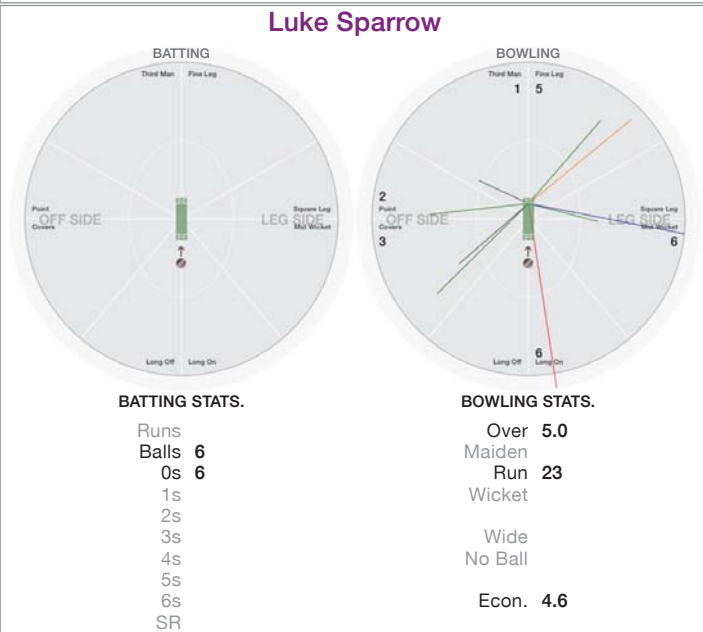 Luke Sparrow
BATTING
Third Man Fine Leg
Point
OFF SIDE
Covers
Square Leg
LEG SIDE
Mid Wicket
Long Off Long On
BATTING STATS.
Runs
Balls 6
0s 6
1s
2s
3s
4s
5s
6s
SR
BOWLING
Third Man Fine Leg
1 5
2
Point
OFF SIDE
Covers
3
Square Leg
LEG SIDE
Mid Wicket
6
6
Long Off Long On
BOWLING STATS.
Over 5.0
Maiden
Run 23
Wicket
Wide
No Ball
Econ. 4.6